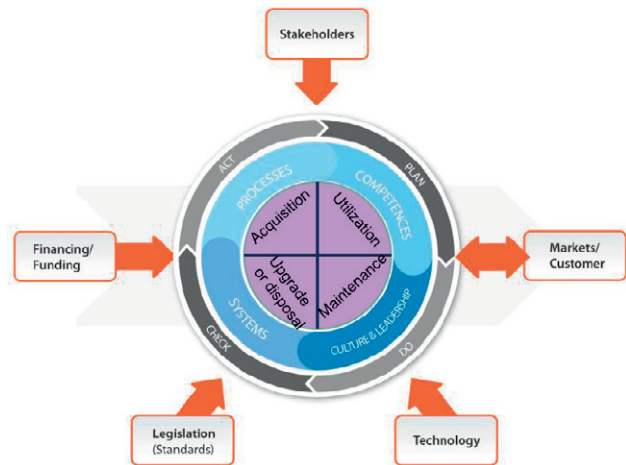 Stakeholders
ACT
PLAN
PROCESSES
COMPETENCES
Acquisition
Utilization
Financing/
Funding
Markets/
Customer
Upgrade
or disposal
Maintenance
SYSTEMS
CULTURE & LEADERSHIP
CHECK
DO
Legislation
(Standards)
Technology